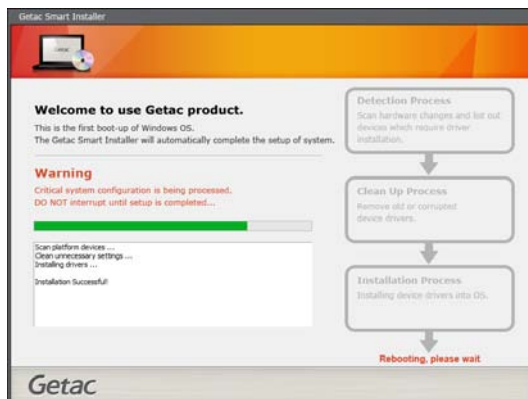 Getac Smart Installer
Getac
Welcome to use Getac product.
This is the first boot-up of Windows OS.
The Getac Smart Installer will automatically complete the setup of system.
Warning
Critical system configuration is being processed.
DO NOT interrupt until setup is completed...
Scan platform devices ...
Clean unnecessary settings ...
Installing drivers ...
Installation Successful!
Detection Process
Scan hardware changes and list out
devices which require driver
installation.
Clean Up Process
Remove old or corrupted
device drivers.
Installation Process
Installing device drivers into OS.
Rebooting, please wait
Getac